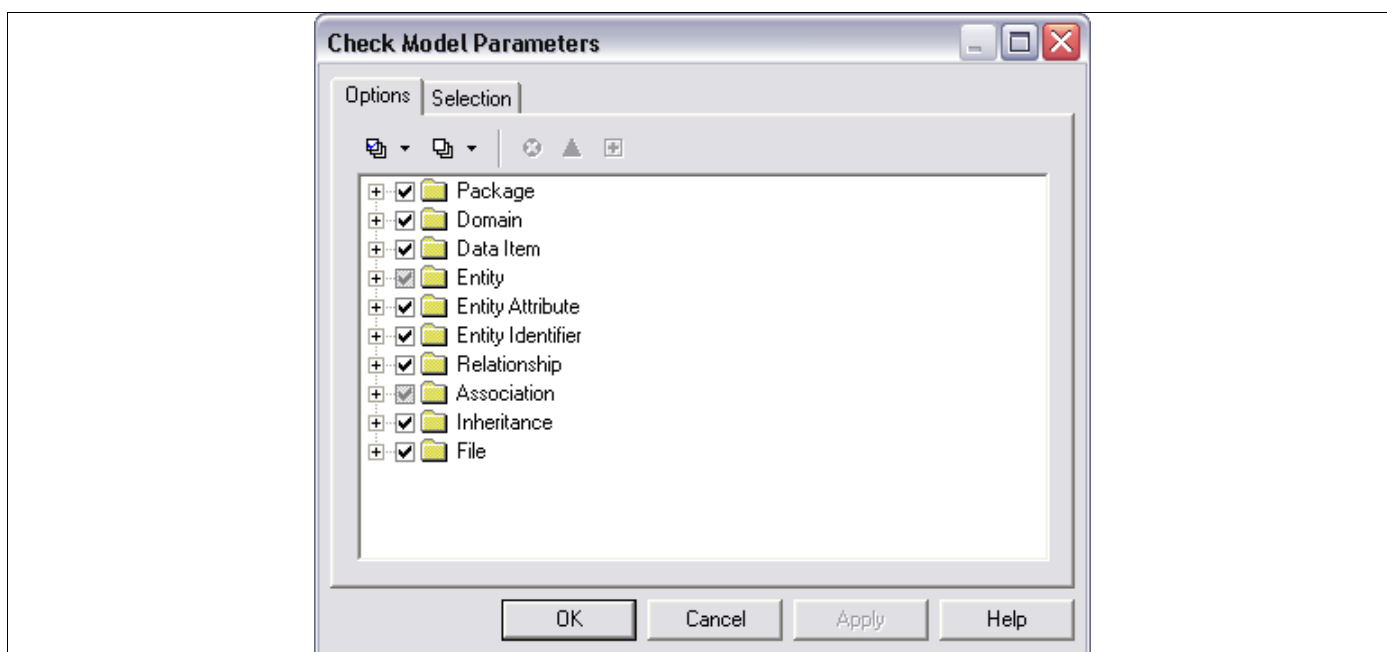 Check Model Parameters
Options Selection
Package
Domain
Data Item
Entity
Entity Attribute
Entity Identifier
Relationship
Association
Inheritance
File
OK Cancel Apply Help